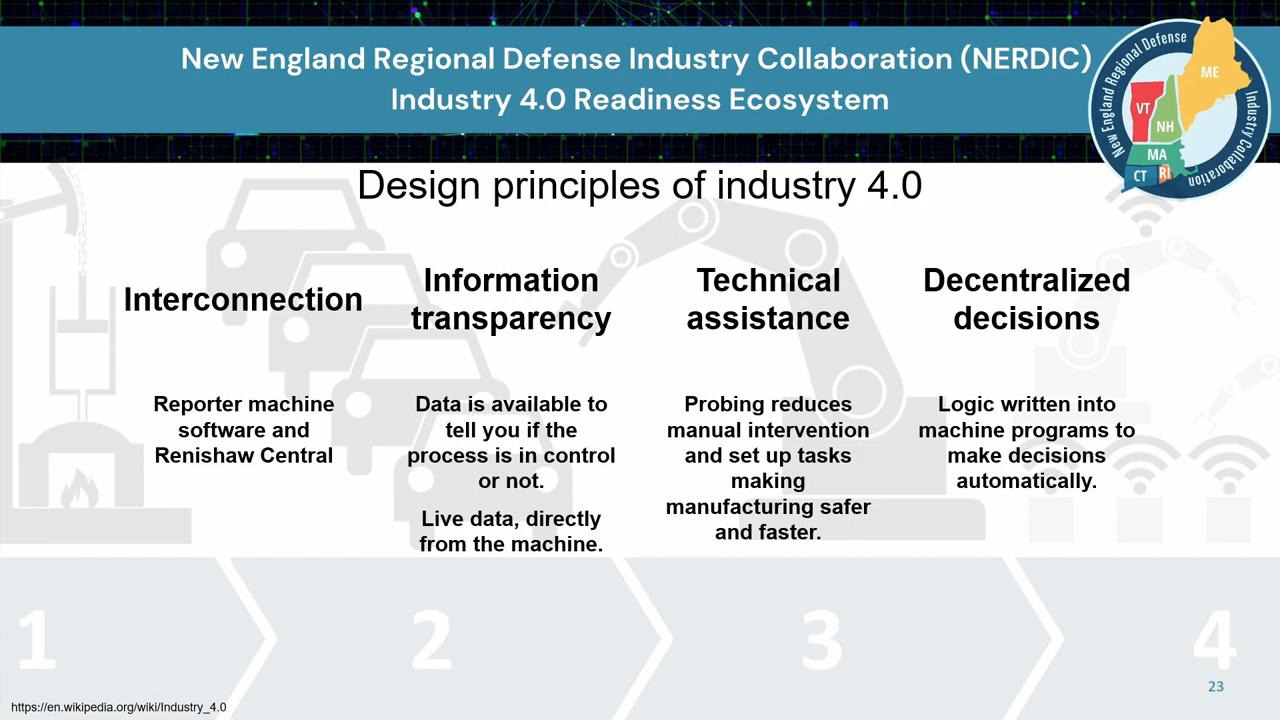 New England Regional Defense Industry Collaboration (NERDIC)
Industry 4.0 Readiness Ecosystem
New England Regional Defense
Industry Collaboration
ME
VT
NH
MA
CT
RI
Design principles of industry 4.0
Interconnection
Reporter machine
software and
Renishaw Central
Information
transparency
Data is available to
tell you if the
process is in control
or not.
Live data, directly
from the machine.
Technical
assistance
Probing reduces
manual intervention
and set up tasks
making
manufacturing safer
and faster.
Decentralized
decisions
Logic written into
machine programs to
make decisions
automatically.
1
2
3
4
23
https://en.wikipedia.org/wiki/Industry_4.0